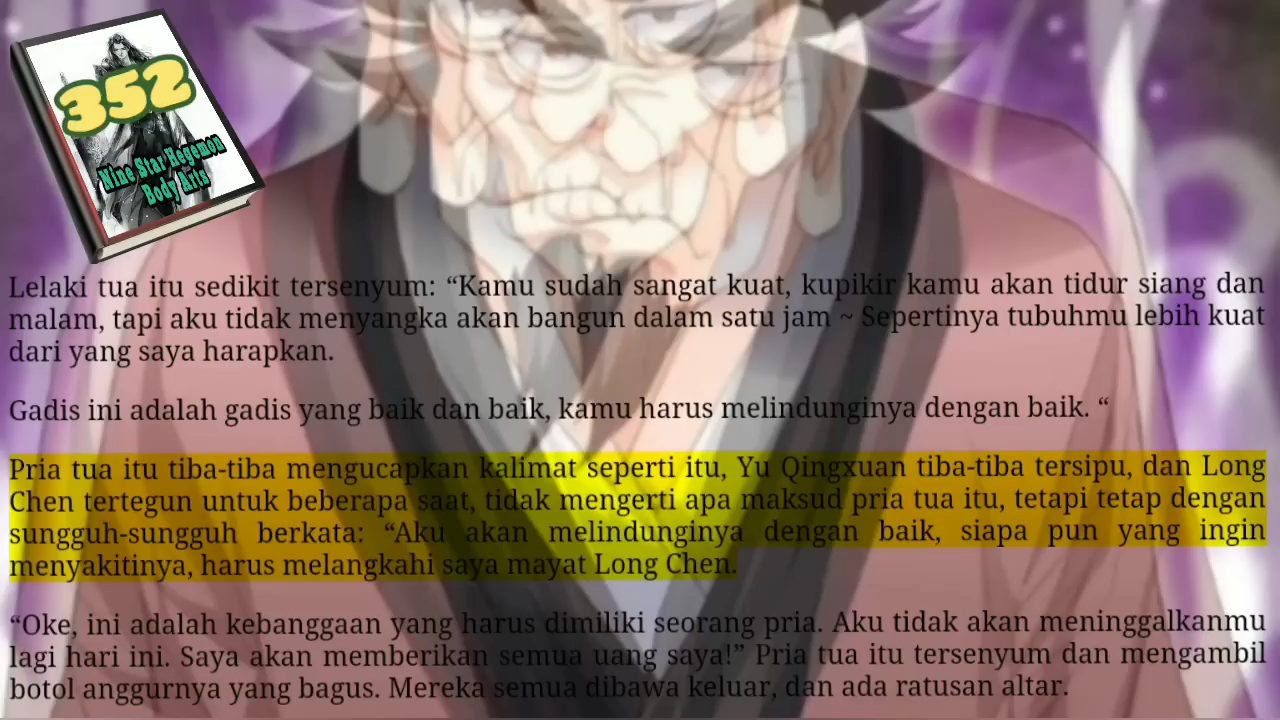 352
Nine Star Hegemon
Body Arts
Lelaki tua itu sedikit tersenyum: “Kamu sudah sangat kuat, kupikir kamu akan tidur siang dan
malam, tapi aku tidak menyangka akan bangun dalam satu jam ~ Sepertinya tubuhmu lebih kuat
dari yang saya harapkan.
Gadis ini adalah gadis yang baik dan baik, kamu harus melindunginya dengan baik. “
Pria tua itu tiba-tiba mengucapkan kalimat seperti itu, Yu Qingxuan tiba-tiba tersipu, dan Long
Chen tertegun untuk beberapa saat, tidak mengerti apa maksud pria tua itu, tetapi tetap dengan
sungguh-sungguh berkata: “Aku akan melindunginya dengan baik, siapa pun yang ingin
menyakitinya, harus melangkahi saya mayat Long Chen.
“Oke, ini adalah kebanggaan yang harus dimiliki seorang pria. Aku tidak akan meninggalkanmu
lagi hari ini. Saya akan memberikan semua uang saya!” Pria tua itu tersenyum dan mengambil
botol anggurnya yang bagus. Mereka semua dibawa keluar, dan ada ratusan altar.